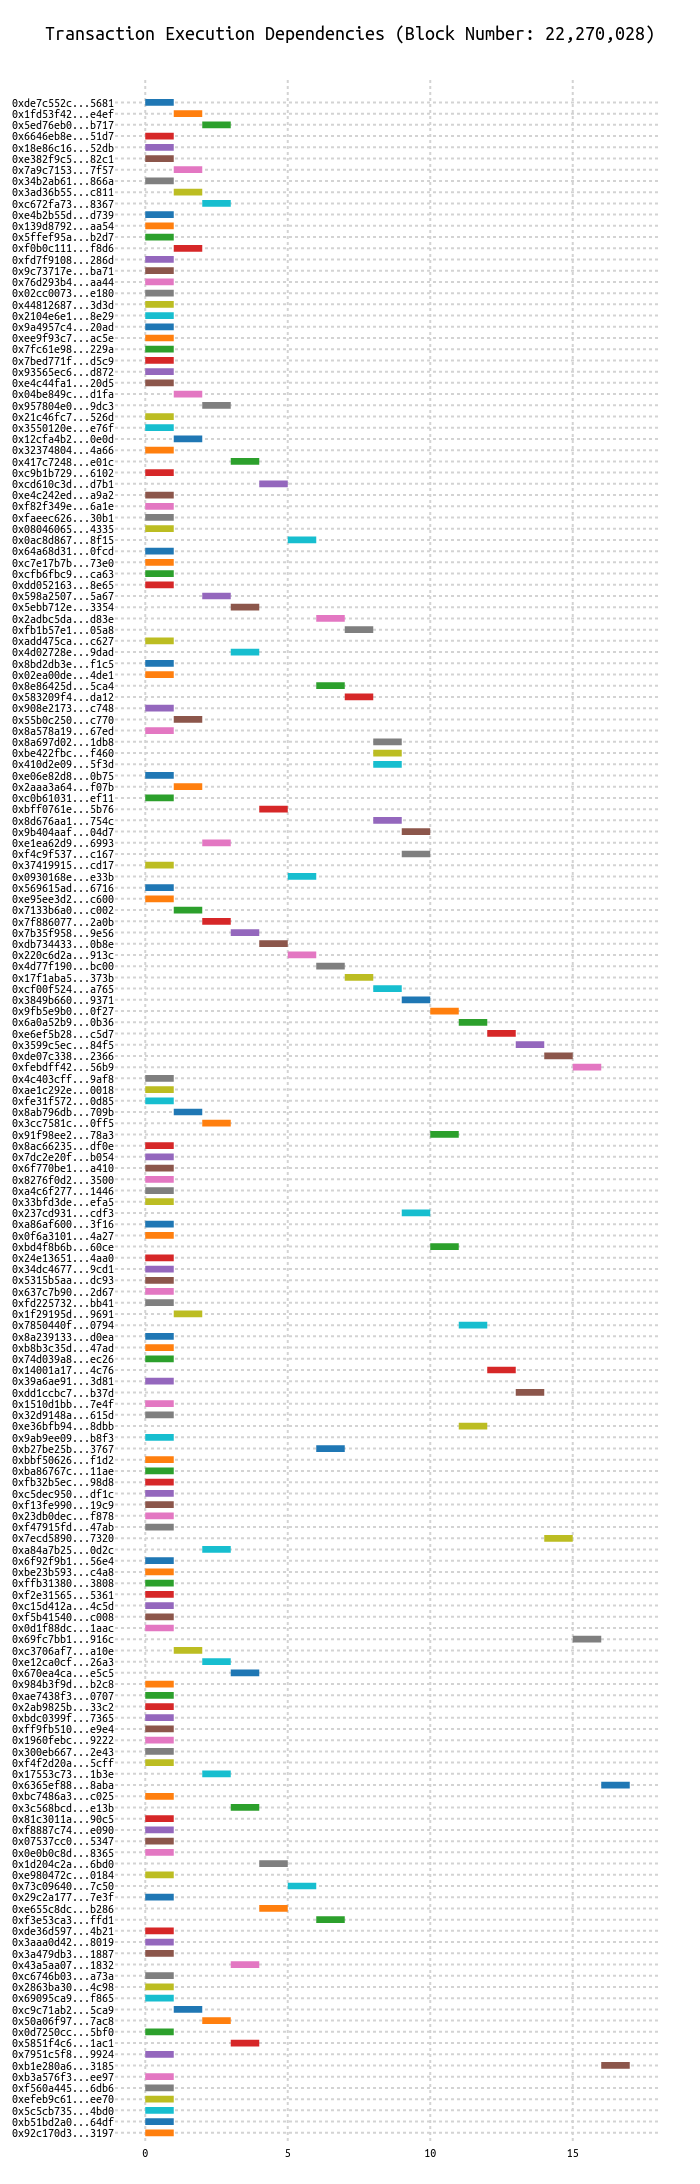 Transaction Execution Dependencies (Block Number: 22,270,028)
0xde7c552c...5681
0x1fd53f42...e4ef
0x5ed76eb0...b717
0x6646eb8e...51d7
0x18e86c16...52db
0xe382f9c5...82c1
0x7a9c7153...7f57
0x34b2ab61...866a
0x3ad36b55...c811
0xc672fa73...8367
0xe4b2b55d...d739
0x139d8792...aa54
0x5ffef95a...b2d7
0xf0b0c111...f8d6
0xfd7f9108...286d
0x9c73717e...ba71
0x76d293b4...aa44
0x02cc0073...e180
0x44812687...3d3d
0x2104e6e1...8e29
0x9a4957c4...20ad
0xee9f93c7...ac5e
0x7fc61e98...229a
0x7bed771f...d5c9
0x93565ec6...d872
0xe4c44fa1...20d5
0x04be849c...d1fa
0x957804e0...9dc3
0x21c46fc7...526d
0x3550120e...e76f
0x12cfa4b2...0e0d
0x32374804...4a66
0x417c7248...e01c
0xc9b1b729...6102
0xcd610c3d...d7b1
0xe4c242ed...a9a2
0xf82f349e...6a1e
0xfaeec626...30b1
0x08046065...4335
0x0ac8d867...8f15
0x64a68d31...0fcd
0xc7e17b7b...73e0
0xcfb6fbc9...ca63
0xdd052163...8e65
0x598a2507...5a67
0x5ebb712e...3354
0x2adbc5da...d83e
0xfb1b57e1...05a8
0xadd475ca...c627
0x4d02728e...9dad
0x8bd2db3e...f1c5
0x02ea00de...4de1
0x8e86425d...5ca4
0x583209f4...da12
0x908e2173...c748
0x55b0c250...c770
0x8a578a19...67ed
0x8a697d02...1db8
0xbe422fbc...f460
0x410d2e09...5f3d
0xe06e82d8...0b75
0x2aaa3a64...f07b
0xc0b61031...ef11
0xbff0761e...5b76
0x8d676aa1...754c
0x9b404aaf...04d7
0xe1ea62d9...6993
0xf4c9f537...c167
0x37419915...cd17
0x0930168e...e33b
0x569615ad...6716
0xe95ee3d2...c600
0x7133b6a0...c002
0x7f886077...2a0b
0x7b35f958...9e56
0xdb734433...0b8e
0x220c6d2a...913c
0x4d77f190...bc00
0x17f1aba5...373b
0xcf00f524...a765
0x3849b660...9371
0x9fb5e9b0...0f27
0x6a0a52b9...0b36
0xe6ef5b28...c5d7
0x3599c5ec...84f5
0xde07c338...2366
0xfebdff42...56b9
0x4c403cff...9af8
0xae1c292e...0018
0xfe31f572...0d85
0x8ab796db...709b
0x3cc7581c...0ff5
0x91f98ee2...78a3
0x8ac66235...df0e
0x7dc2e20f...b054
0x6f770be1...a410
0x8276f0d2...3500
0xa4c6f277...1446
0x33bfd3de...efa5
0x237cd931...cdf3
0xa86af600...3f16
0x0f6a3101...4a27
0xbd4f8b6b...60ce
0x24e13651...4aa0
0x34dc4677...9cd1
0x5315b5aa...dc93
0x637c7b90...2d67
0xfd225732...bb41
0x1f29195d...9691
0x7850440f...0794
0x8a239133...d0ea
0xb8b3c35d...47ad
0x74d039a8...ec26
0x14001a17...4c76
0x39a6ae91...3d81
0xdd1ccbc7...b37d
0x1510d1bb...7e4f
0x32d9148a...615d
0xe36bfb94...8dbb
0x9ab9ee09...b8f3
0xb27be25b...3767
0xbbf50626...f1d2
0xba86767c...11ae
0xfb32b5ec...98d8
0xc5dec950...df1c
0xf13fe990...19c9
0x23db0dec...f878
0xf47915fd...47ab
0x7ecd5890...7320
0xa84a7b25...0d2c
0x6f92f9b1...56e4
0xbe23b593...c4a8
0xffb31380...3808
0xf2e31565...5361
0xc15d412a...4c5d
0xf5b41540...c008
0x0d1f88dc...1aac
0x69fc7bb1...916c
0xc3706af7...a10e
0xe12ca0cf...26a3
0x670ea4ca...e5c5
0x984b3f9d...b2c8
0xae7438f3...0707
0x2ab9825b...33c2
0xbdc0399f...7365
0xff9fb510...e9e4
0x1960febc...9222
0x300eb667...2e43
0xf4f2d20a...5cff
0x17553c73...1b3e
0x6365ef88...8aba
0xbc7486a3...c025
0x3c568bcd...e13b
0x81c3011a...90c5
0xf8887c74...e090
0x07537cc0...5347
0x0e0b0c8d...8365
0x1d204c2a...6bd0
0xe980472c...0184
0x73c09640...7c50
0x29c2a177...7e3f
0xe655c8dc...b286
0xf3e53ca3...ffd1
0xde36d597...4b21
0x3aaa0d42...8019
0x3a479db3...1887
0x43a5aa07...1832
0xc6746b03...a73a
0x2863ba30...4c98
0x69095ca9...f865
0xc9c71ab2...5ca9
0x50a06f97...7ac8
0x0d7250cc...5bf0
0x5851f4c6...1ac1
0x7951c5f8...9924
0xb1e280a6...3185
0xb3a576f3...ee97
0xf560a445...6db6
0xefeb9c61...ee70
0x5c5cb735...4bd0
0xb51bd2a0...64df
0x92c170d3...3197
0 5 10 15